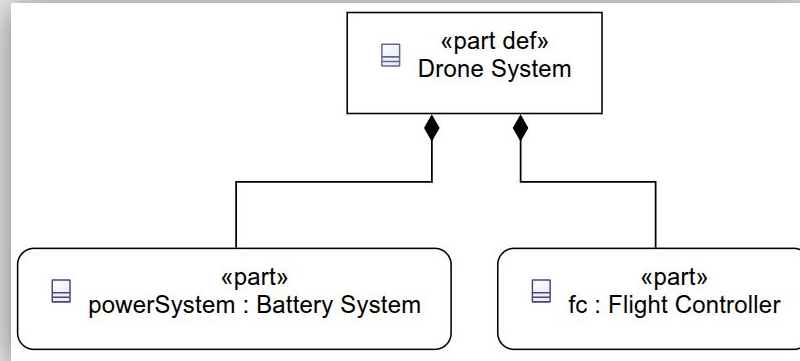 «part def»
Drone System
«part»
powerSystem : Battery System
«part»
fc : Flight Controller